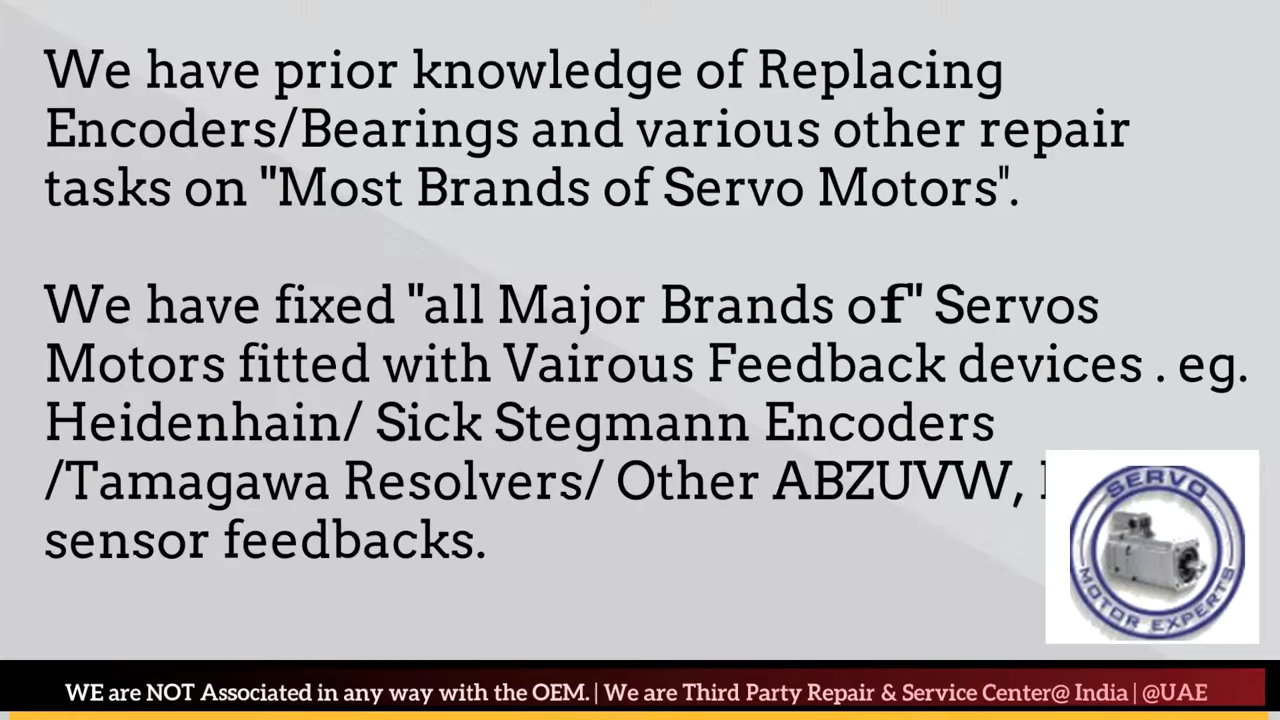 We have prior knowledge of Replacing
Encoders/Bearings and various other repair
tasks on "Most Brands of Servo Motors".
We have fixed "all Major Brands of" Servos
Motors fitted with Vairous Feedback devices . eg.
Heidenhain/ Sick Stegmann Encoders
/Tamagawa Resolvers/ Other ABZUVW,
sensor feedbacks.
SERVO
MOTOR EXPERTS
WE are NOT Associated in any way with the OEM. | We are Third Party Repair & Service Center@ India | @UAE